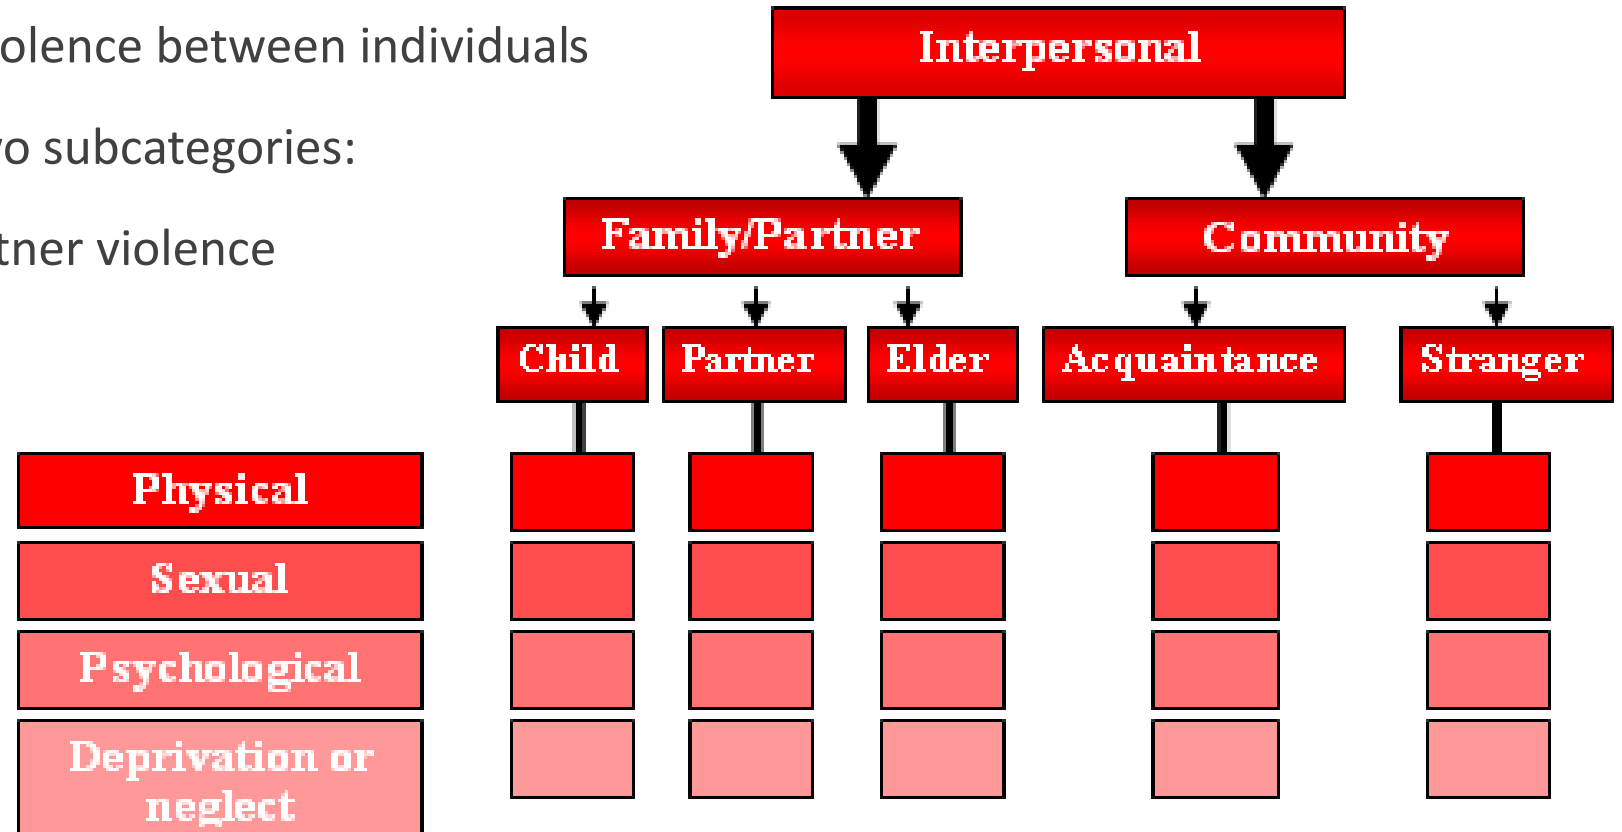 olence between individuals
o subcategories:
tner violence
Interpersonal
Family/Partner
Community
Child
Partner
Elder
Acquaintance
Stranger
Physical
Sexual
Psychological
Deprivation or
neglect